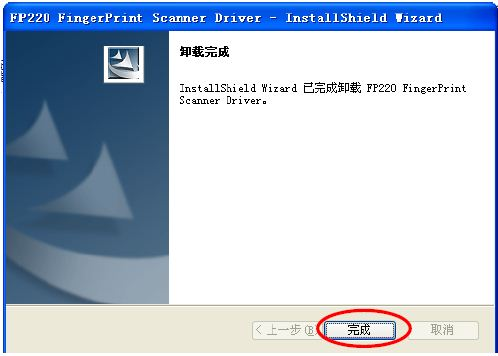 FP220 FingerPrint Scanner Driver - InstallShield Wizard
卸载完成
InstallShield Wizard 已完成卸载 FP220 FingerPrint
Scanner Driver。
< 上一步(B) 完成 取消